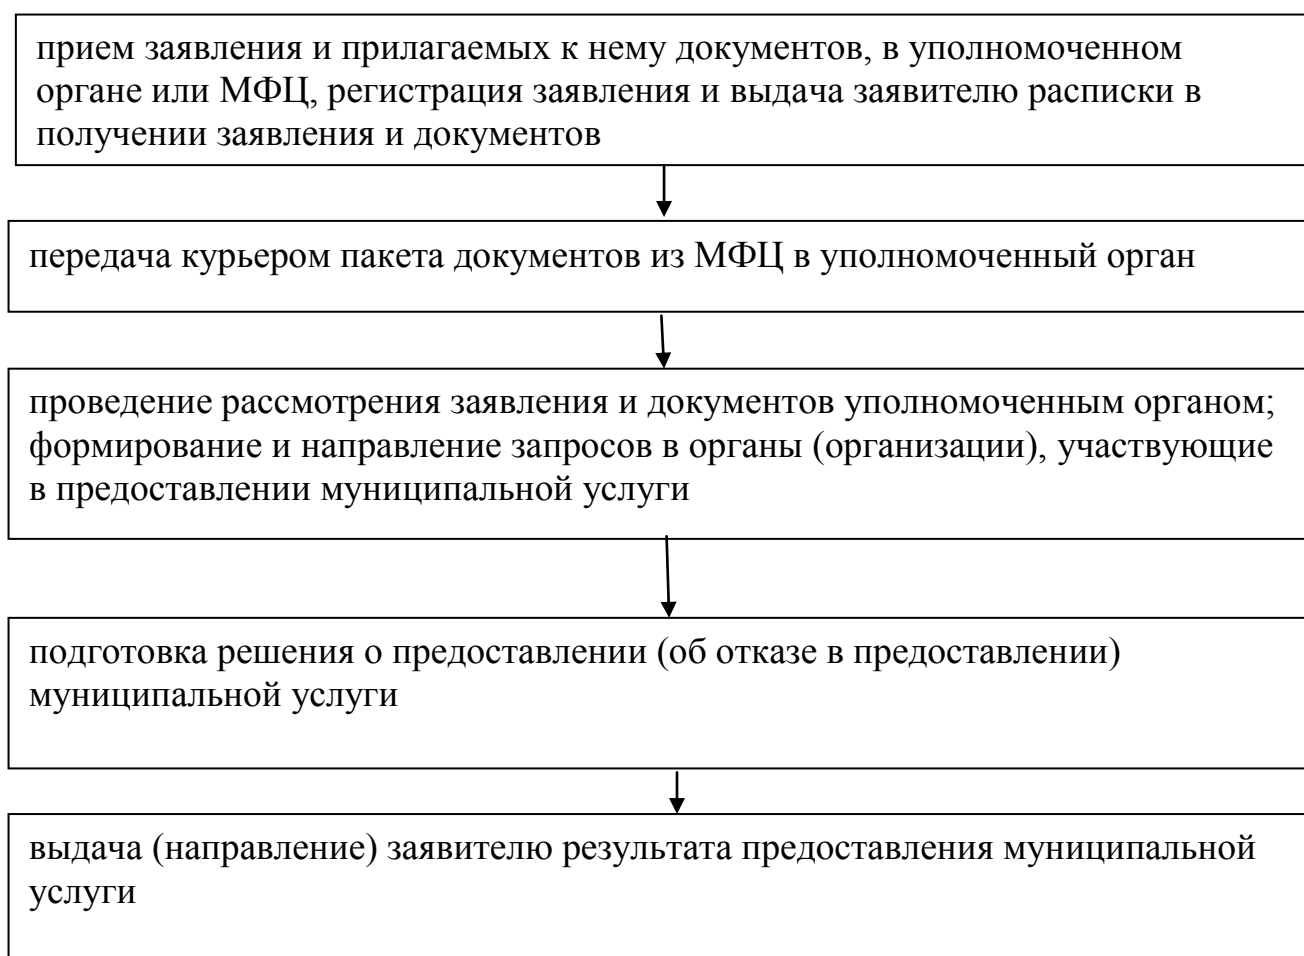 прием заявления и прилагаемых к нему документов, в уполномоченном
органе или МФЦ, регистрация заявления и выдача заявителю расписки в
получении заявления и документов
передача курьером пакета документов из МФЦ в уполномоченный орган
проведение рассмотрения заявления и документов уполномоченным органом;
формирование и направление запросов в органы (организации), участвующие
в предоставлении муниципальной услуги
подготовка решения о предоставлении (об отказе в предоставлении)
муниципальной услуги
выдача (направление) заявителю результата предоставления муниципальной
услуги